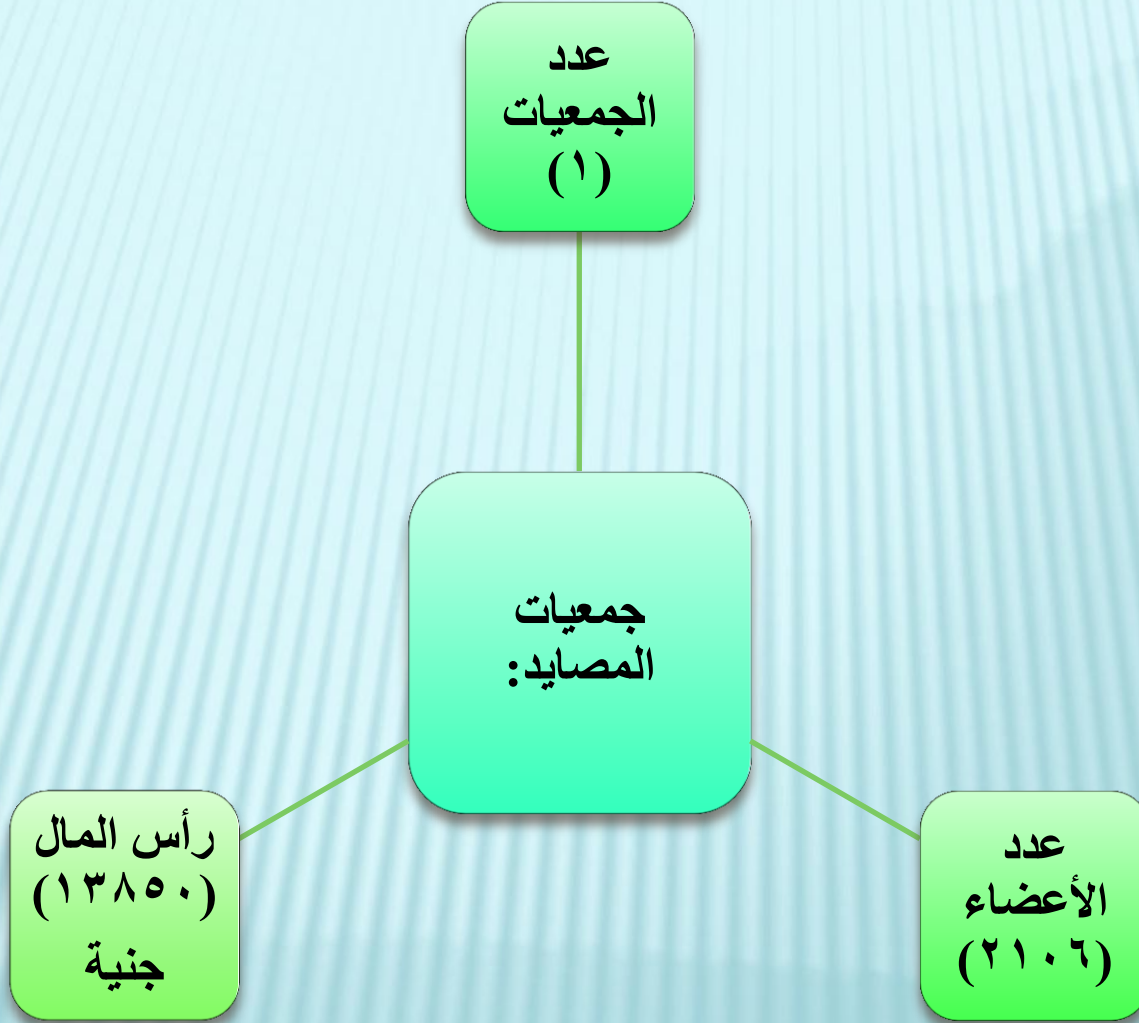 عدد
الجمعيات
(١)
جمعيات
المصايد:
عدد
الأعضاء
(٢١٠٦)
رأس المال
(١٣٨٥٠)
جنية